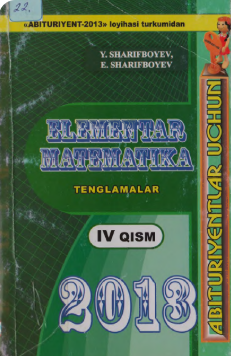 22.
«ABITURIYENT-2013» loyihasi turkumidan
Y. SHARIFBOYEV,
E. SHARIFBOYEV
ELEMENTAR
MATEMATIKA
TENGLAMALAR
IV QISM
2013
ABITURIYENTLAR UCHUN